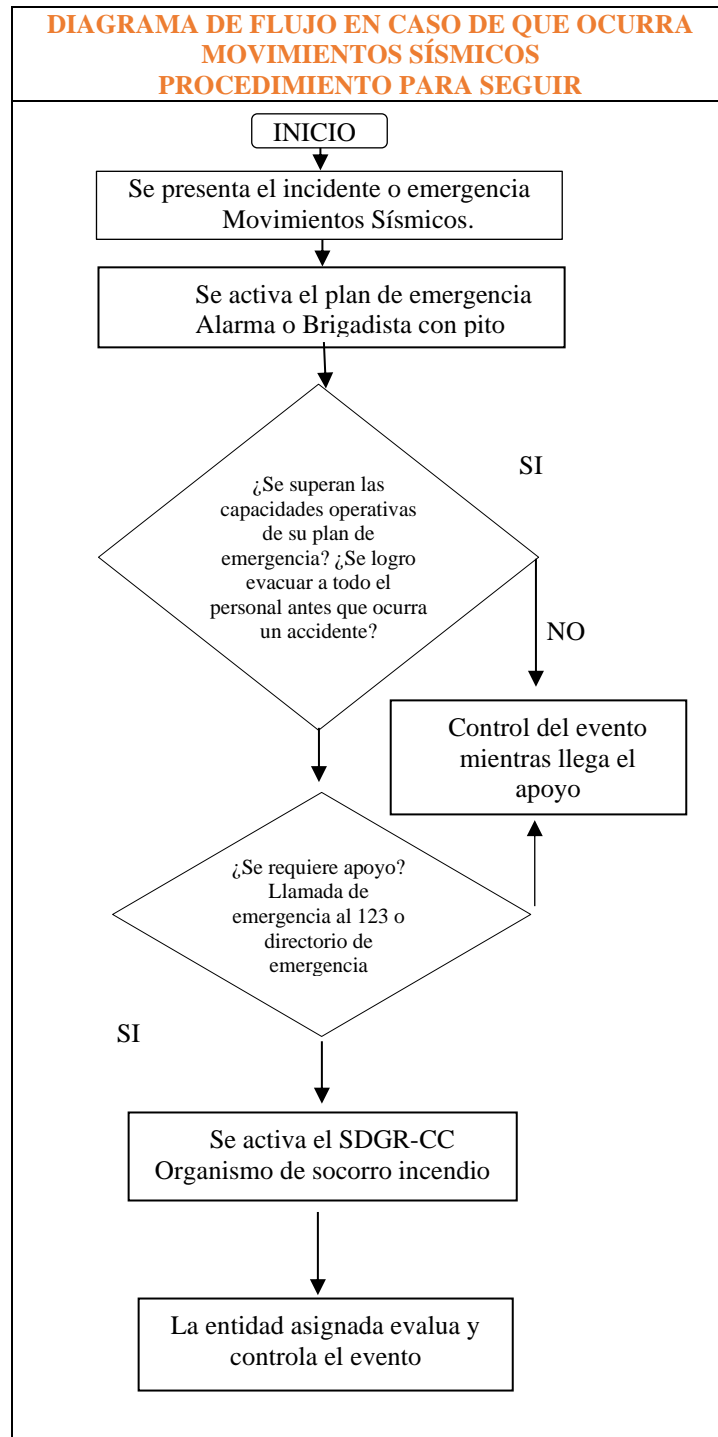 DIAGRAMA DE FLUJO EN CASO DE QUE OCURRA
MOVIMIENTOS SÍSMICOS
PROCEDIMIENTO PARA SEGUIR
INICIO
Se presenta el incidente o emergencia
Movimientos Sísmicos.
Se activa el plan de emergencia
Alarma o Brigadista con pito
SI
¿Se superan las
capacidades operativas
de su plan de
emergencia? ¿Se logro
evacuar a todo el
personal antes que ocurra
un accidente?
NO
Control del evento
mientras llega el
apoyo
¿Se requiere apoyo?
Llamada de
emergencia al 123 o
directorio de
emergencia
SI
Se activa el SDGR-CC
Organismo de socorro incendio
La entidad asignada evalua y
controla el evento